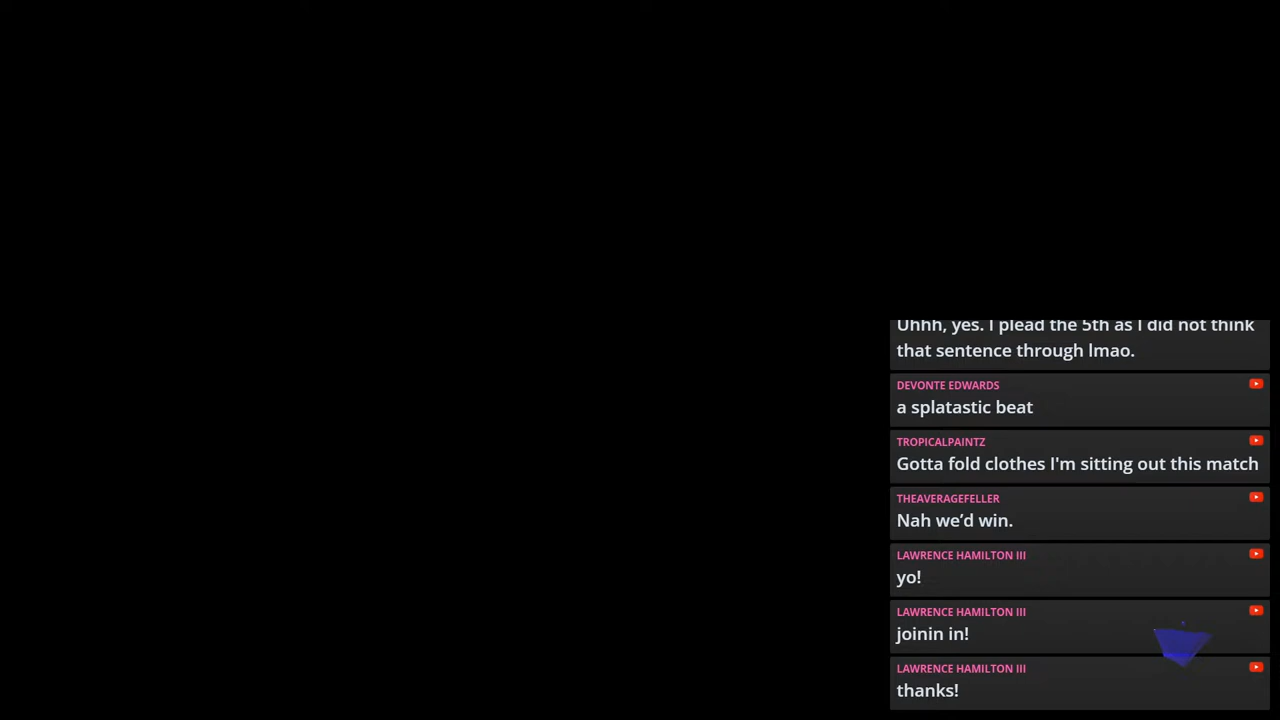 Uhhh, yes. I plead the 5th as I did not think
that sentence through lmao.
DEVONTE EDWARDS
a splatastic beat
TROPICALPAINTZ
Gotta fold clothes I'm sitting out this match
THEAVERAGEFELLER
Nah we’d win.
LAWRENCE HAMILTON III
yo!
LAWRENCE HAMILTON III
joinin in!
LAWRENCE HAMILTON III
thanks!